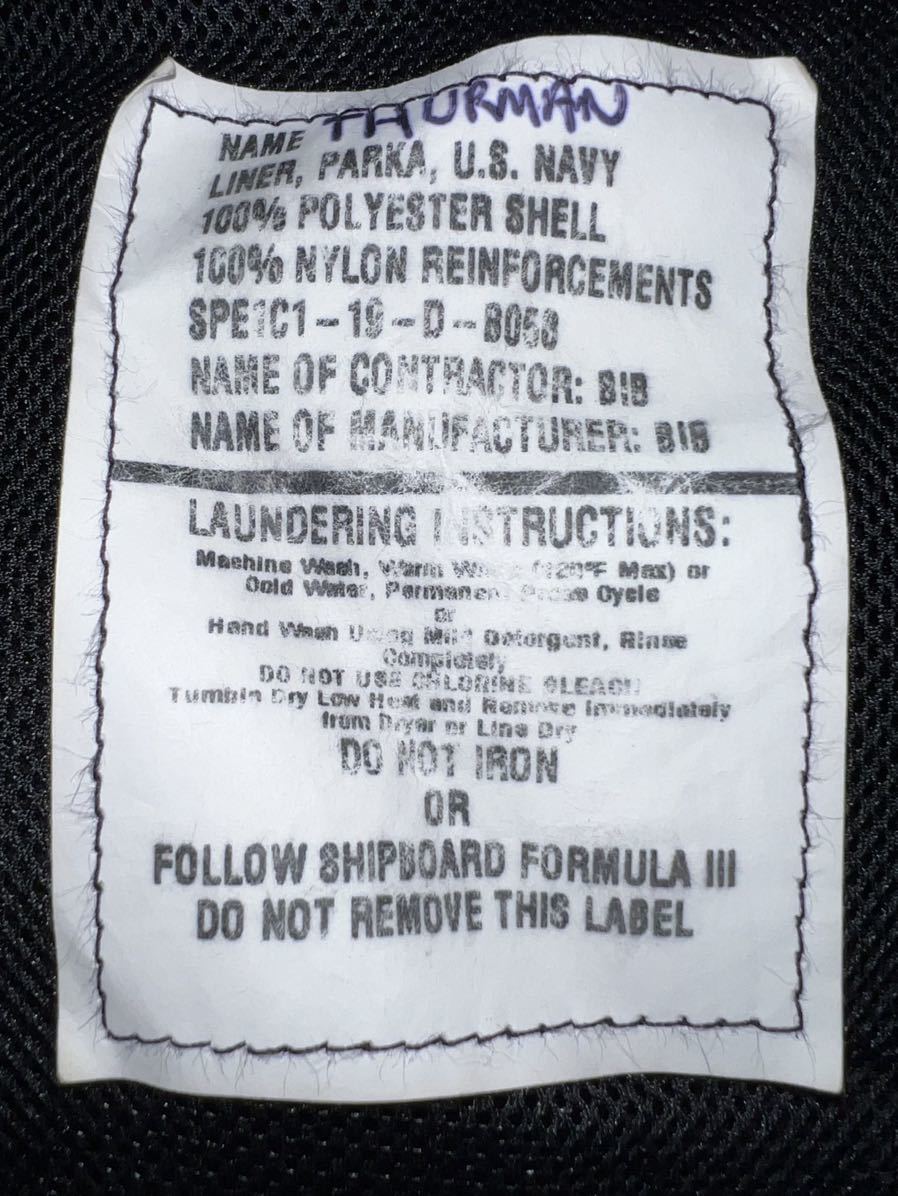 NAME THURMAN
LINER, PARKA, U.S. NAVY
100% POLYESTER SHELL
100% NYLON REINFORCEMENTS
SPE1C1-19-D-B058
NAME OF CONTRACTOR: BIB
NAME OF MANUFACTURER: BIB
LAUNDERING INSTRUCTIONS:
Machine Wash, Warm Water (120°F Max) or
Cold Water, Permanent Press Cycle
or
Hand Wash Using Mild Detergent, Rinse
Completely
DO NOT USE CHLORINE BLEACH
Tumble Dry Low Heat and Remove Immediately
from Dryer or Line Dry
DO NOT IRON
OR
FOLLOW SHIPBOARD FORMULA III
DO NOT REMOVE THIS LABEL